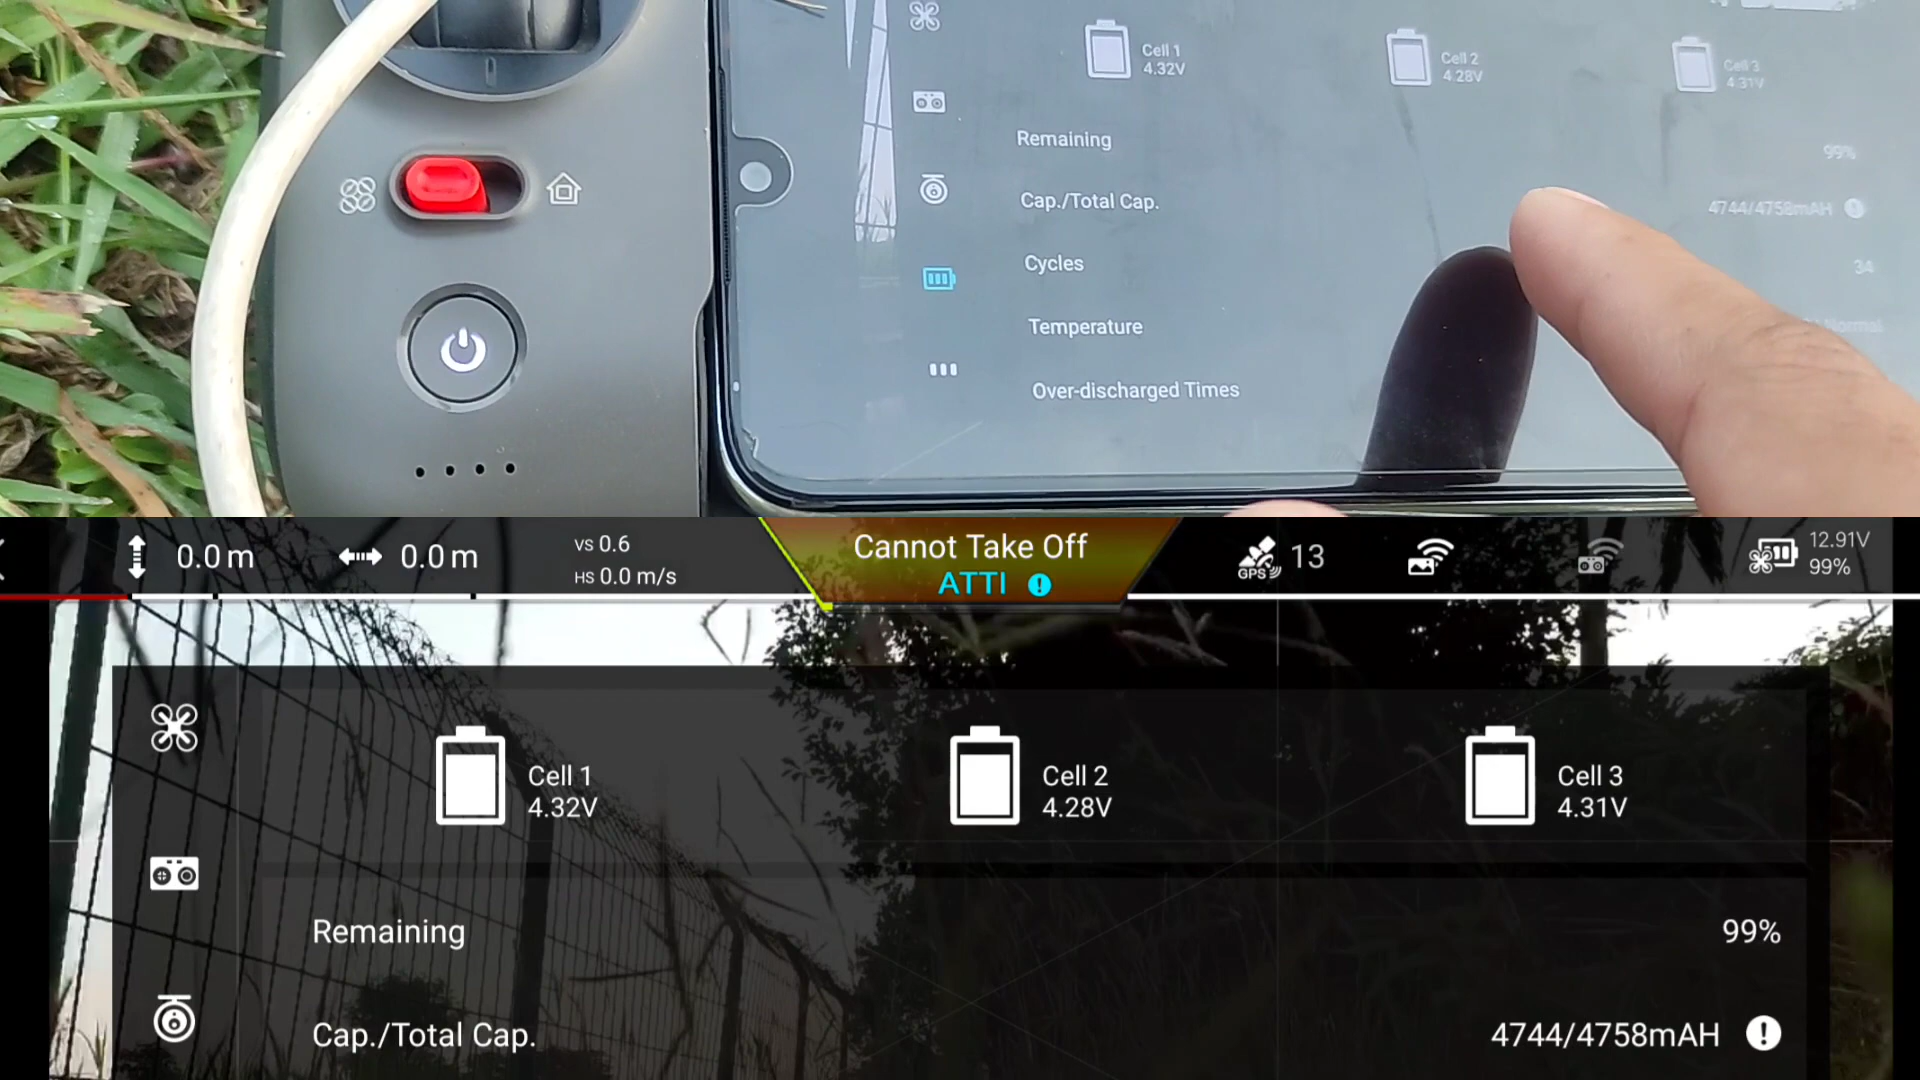 Cell 1
4.32V
Cell 2
4.28V
Cell 3
4.31V
Remaining
99%
Cap./Total Cap.
4744/4758mAH
Cycles
34
Temperature
Normal
Over-discharged Times
0.0 m
0.0 m
VS 0.6
HS 0.0 m/s
Cannot Take Off
ATTI
GPS
13
12.91V
99%
Cell 1
4.32V
Cell 2
4.28V
Cell 3
4.31V
Remaining
99%
Cap./Total Cap.
4744/4758mAH